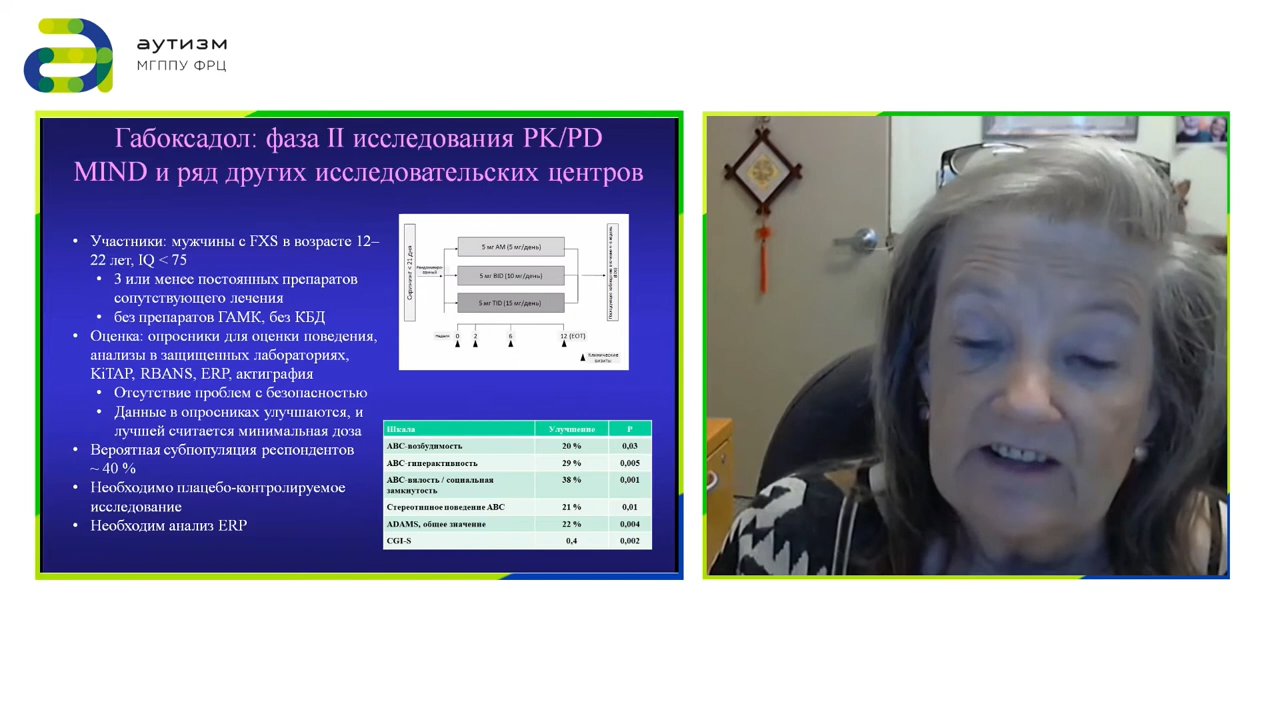 аутизм
МГППУ ФРЦ
Габоксадол: фаза II исследования PK/PD
MIND и ряд других исследовательских центров
• Участники: мужчины с FXS в возрасте 12–
22 лет, IQ < 75
• 3 или менее постоянных препаратов
сопутствующего лечения
• без препаратов ГАМК, без КБД
• Оценка: опросники для оценки поведения,
анализы в защищенных лабораториях,
KiTAP, RBANS, ERP, актиграфия
• Отсутствие проблем с безопасностью
• Данные в опросниках улучшаются, и
лучшей считается минимальная доза
• Вероятная субпопуляция респондентов
~ 40 %
• Необходимо плацебо-контролируемое
исследование
• Необходим анализ ERP
Скрининг < 21 дня
5 мг AM (5 мг/день)
5 мг BID (10 мг/день)
5 мг TID (15 мг/день)
0 2 6 12 (EOT)
Клинические
визиты
Шкала Улучшение P
ABC-возбудимость 20 % 0,03
ABC-гиперактивность 29 % 0,005
ABC-вялость / социальная
замкнутость 38 % 0,001
Стереотипное поведение ABC 21 % 0,01
ADAMS, общее значение 22 % 0,004
CGI-S 0,4 0,002